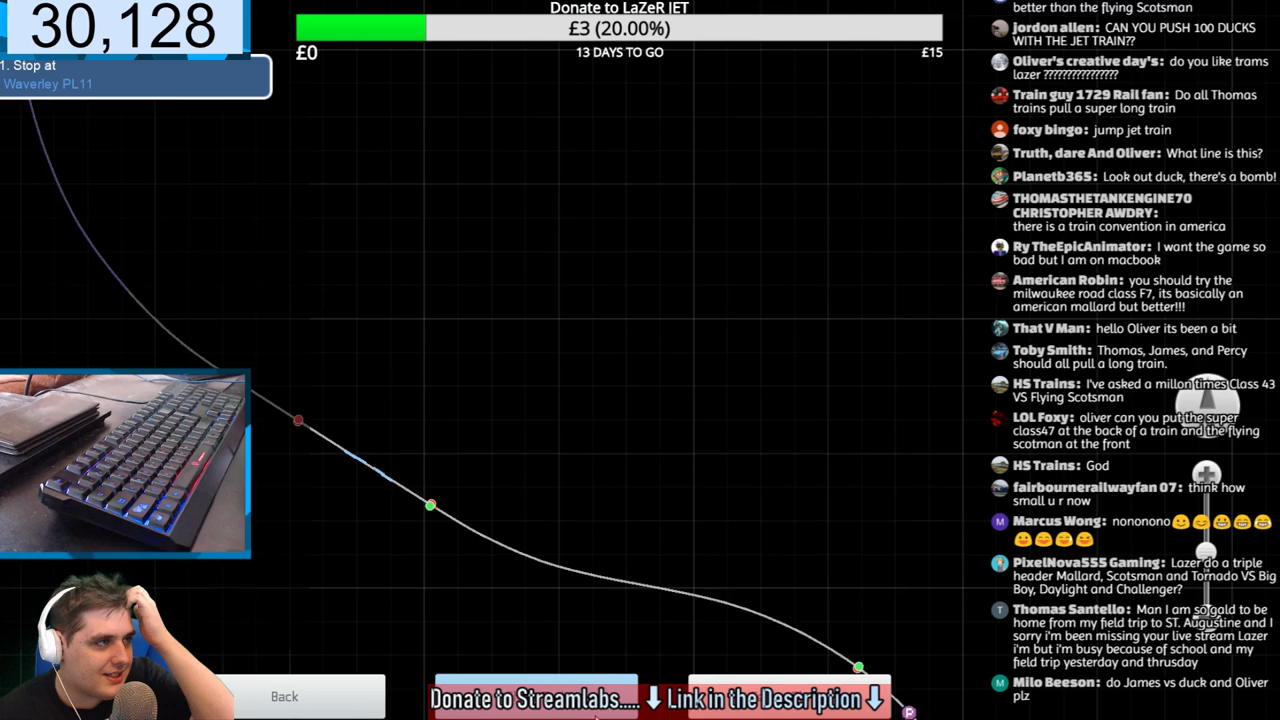 30,128
1. Stop at
Waverley PL11
Donate to LaZeR JET
£3 (20.00%)
£0
13 DAYS TO GO
£15
better than the flying Scotsman
jordon allen: CAN YOU PUSH 100 DUCKS
WITH THE JET TRAIN??
Oliver's creative day's: do you like trams
lazer ????????????????
Train guy 1729 Rail fan: Do all Thomas
trains pull a super long train
foxy bingo: jump jet train
Truth, dare And Oliver: What line is this?
Planetb365: Look out duck, there's a bomb!
THOMASTHETANKENGINE70
CHRISTOPHER AWDRY:
there is a train convention in america
Ry TheEpicAnimator: I want the game so
bad but I am on macbook
American Robin: you should try the
milwaukee road class F7, its basically an
american mallard but better!!!
That V Man: hello Oliver its been a bit
Toby Smith: Thomas, James, and Percy
should all pull a long train.
HS Trains: I've asked a millon times Class 43
VS Flying Scotsman
LOL Foxy: oliver can you put the super
class47 at the back of a train and the flying
scotman at the front
HS Trains: God
fairbournerailwayfan 07: think how
small u r now
M Marcus Wong: nonononο🙂😊😀😂😂
😀😄😄😆
PixelNova555 Gaming: Lazer do a triple
header Mallard, Scotsman and Tornado VS Big
Boy, Daylight and Challenger?
T Thomas Santello: Man I am so gald to be
home from my field trip to ST. Augustine and I
sorry i'm been missing your live stream Lazer
i'm but i'm busy because of school and my
field trip yesterday and thrusday
M Milo Beeson: do James vs duck and Oliver
plz
Back
Donate to Streamlabs..... ⬇ Link in the Description ⬇
P